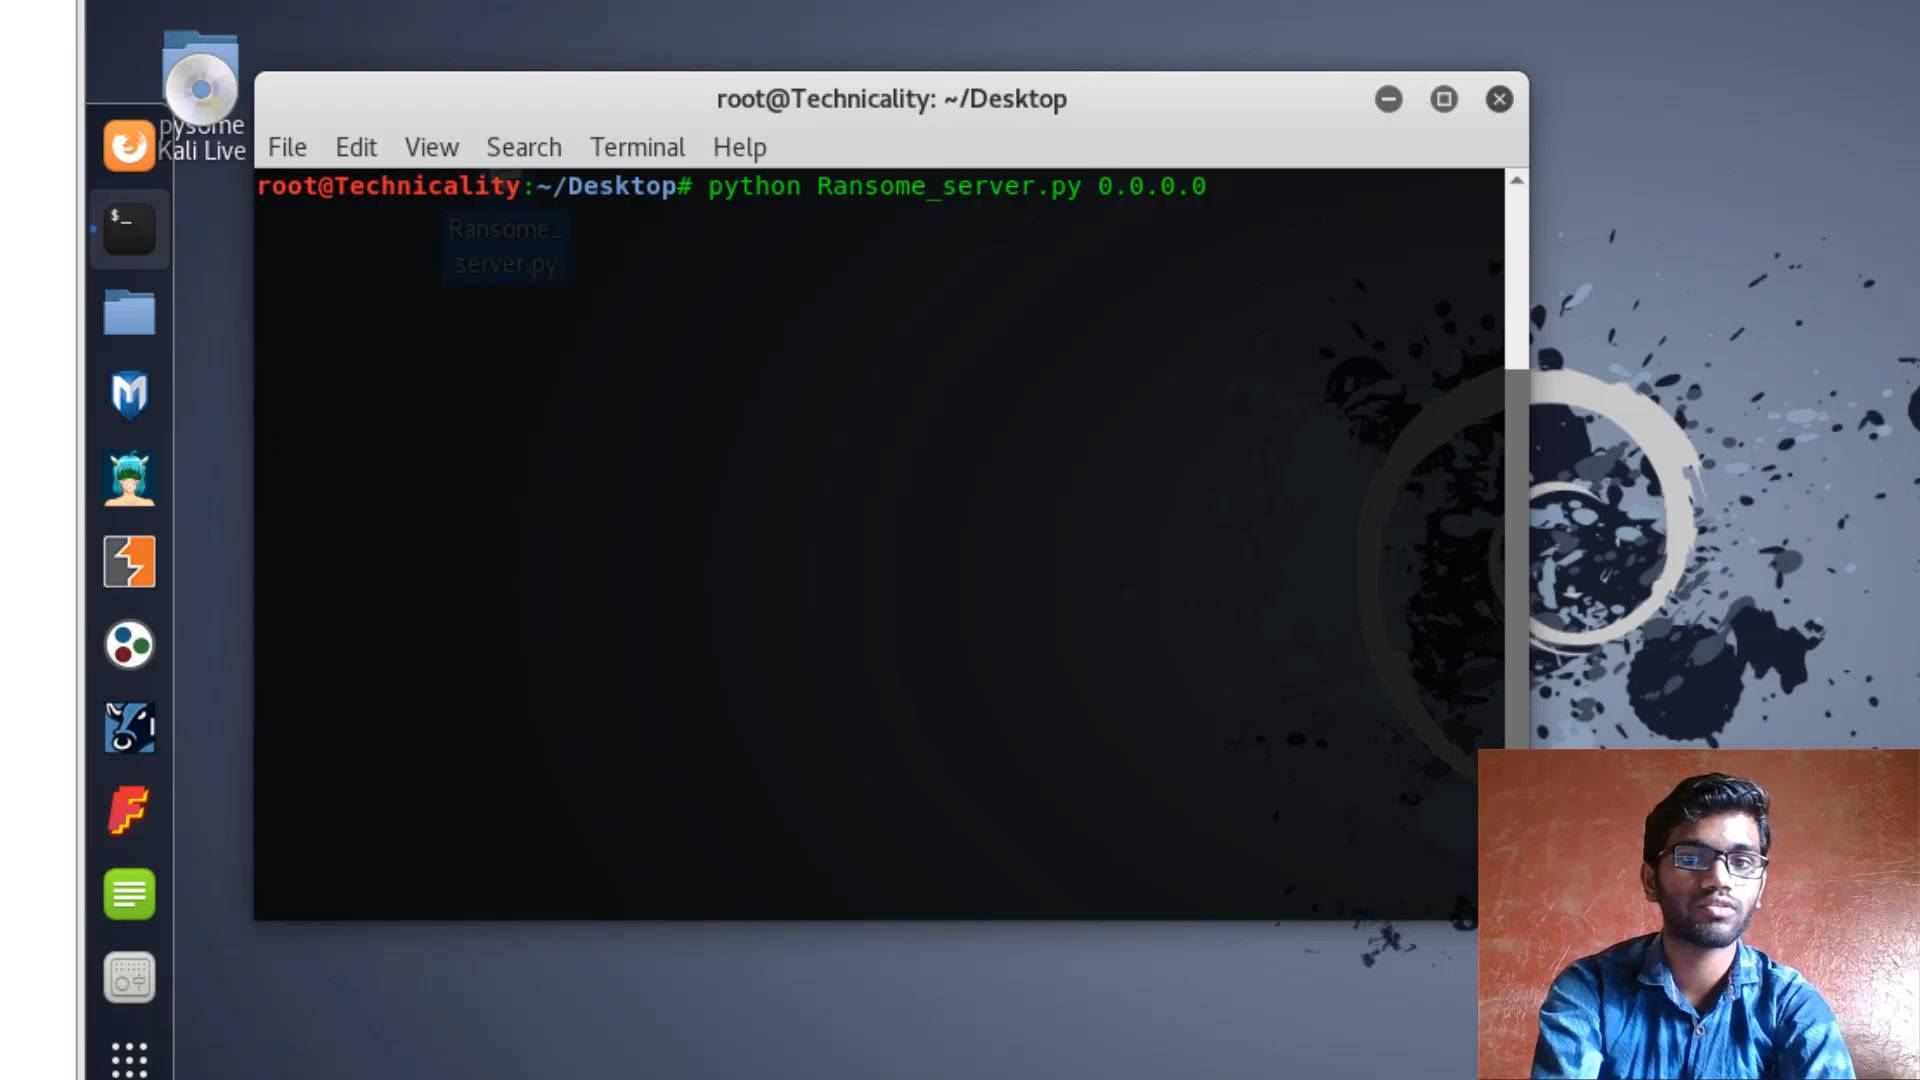 pysome
Kali Live
root@Technicality: ~/Desktop
File Edit View Search Terminal Help
root@Technicality:~/Desktop# python Ransome_server.py 0.0.0.0
Ransome_
server.py
$_